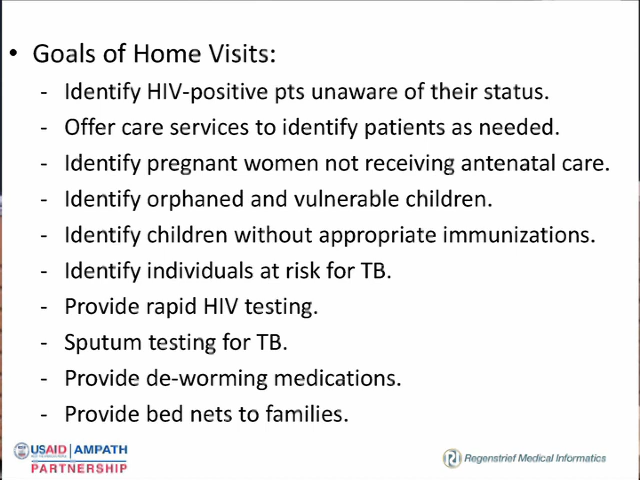 • Goals of Home Visits:
- Identify HIV-positive pts unaware of their status.
- Offer care services to identify patients as needed.
- Identify pregnant women not receiving antenatal care.
- Identify orphaned and vulnerable children.
- Identify children without appropriate immunizations.
- Identify individuals at risk for TB.
- Provide rapid HIV testing.
- Sputum testing for TB.
- Provide de-worming medications.
- Provide bed nets to families.
USAID | AMPATH
PARTNERSHIP
Regenstrief Medical Informatics